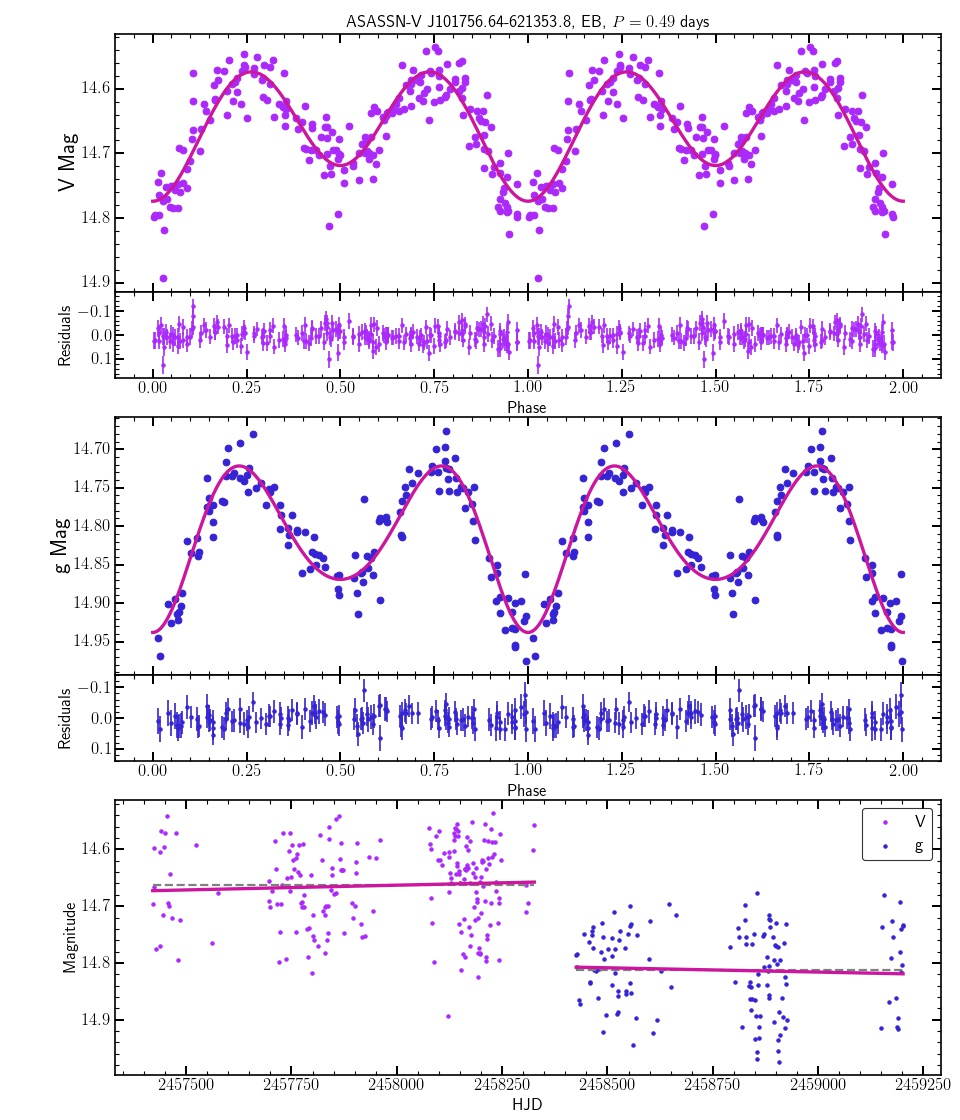 ASASSN-V J101756.64-621353.8, EB, P = 0.49 days
14.6
14.7
14.8
14.9
V Mag
−0.1
0.0
0.1
Residuals
0.00 0.25 0.50 0.75 1.00 1.25 1.50 1.75 2.00
Phase
14.70
14.75
14.80
14.85
14.90
14.95
g Mag
−0.1
0.0
0.1
Residuals
0.00 0.25 0.50 0.75 1.00 1.25 1.50 1.75 2.00
Phase
V
g
14.6
14.7
14.8
14.9
Magnitude
2457500 2457750 2458000 2458250 2458500 2458750 2459000 2459250
HJD